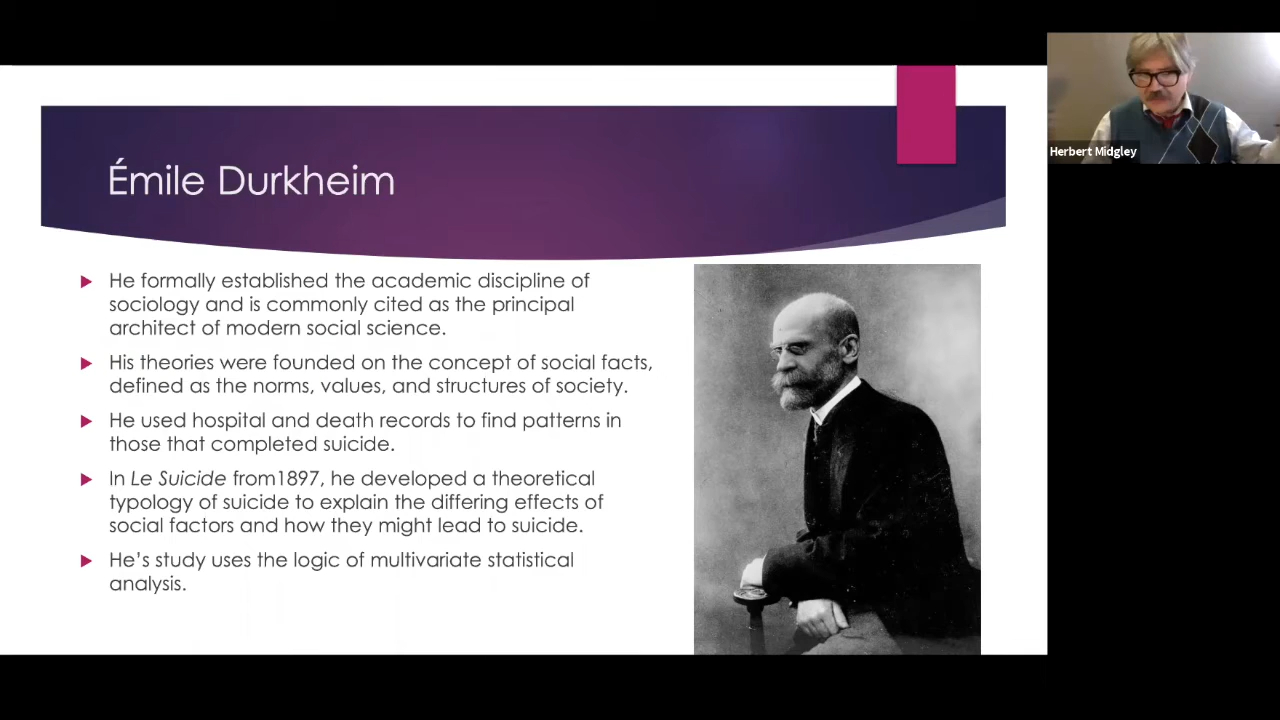 Émile Durkheim
He formally established the academic discipline of
sociology and is commonly cited as the principal
architect of modern social science.
His theories were founded on the concept of social facts,
defined as the norms, values, and structures of society.
He used hospital and death records to find patterns in
those that completed suicide.
In Le Suicide from1897, he developed a theoretical
typology of suicide to explain the differing effects of
social factors and how they might lead to suicide.
He’s study uses the logic of multivariate statistical
analysis.
Herbert Midgley